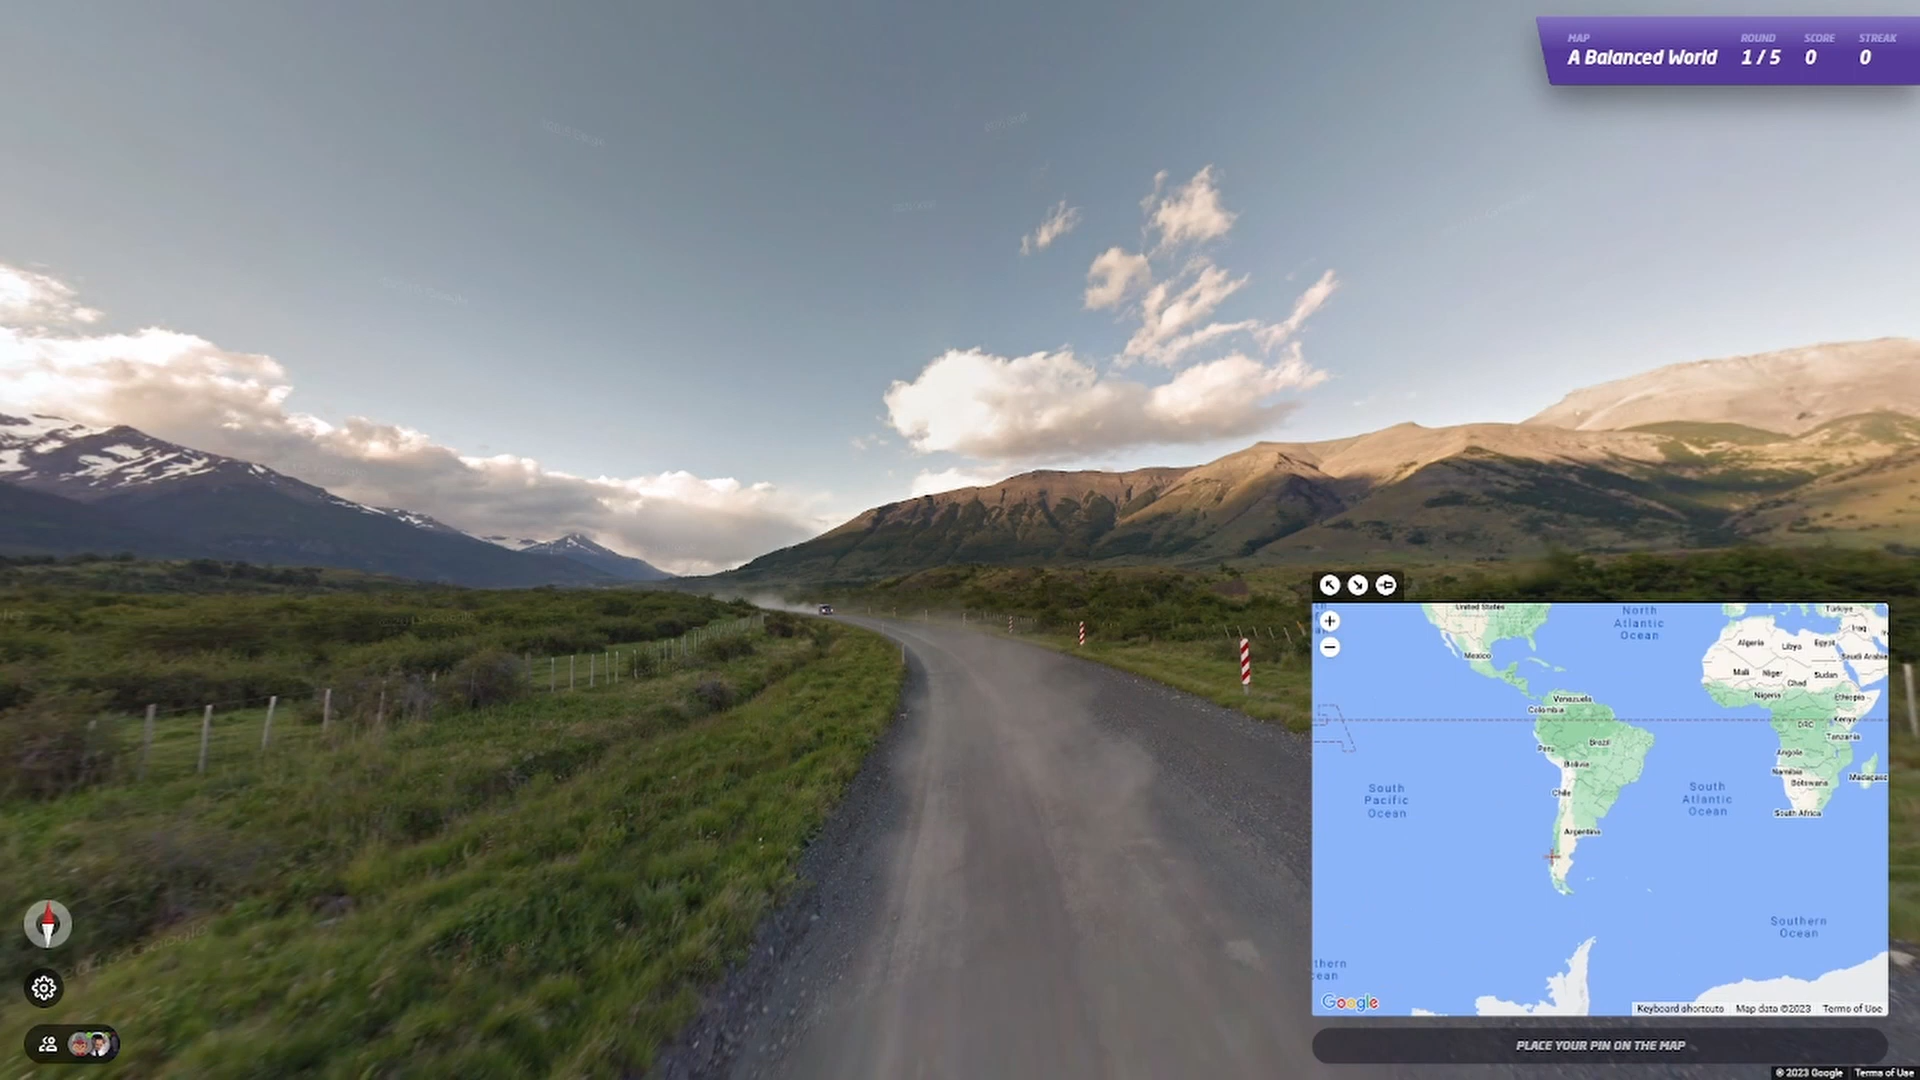 MAP
A Balanced World
ROUND
1 / 5
SCORE
0
STREAK
0
United States
Mexico
Venezuela
Colombia
Peru
Brazil
Bolivia
Chile
Argentina
North
Atlantic
Ocean
South
Pacific
Ocean
South
Atlantic
Ocean
Southern
Ocean
thern
cean
Türkiye
Iraq
Algeria
Libya
Egypt
Saudi Arabia
Mali
Niger
Chad
Sudan
Nigeria
Ethiopia
DRC
Kenya
Tanzania
Angola
Namibia
Botswana
Madagasc
South Africa
Google
Keyboard shortcuts
Map data ©2023
Terms of Use
PLACE YOUR PIN ON THE MAP
© 2023 Google
Terms of Use